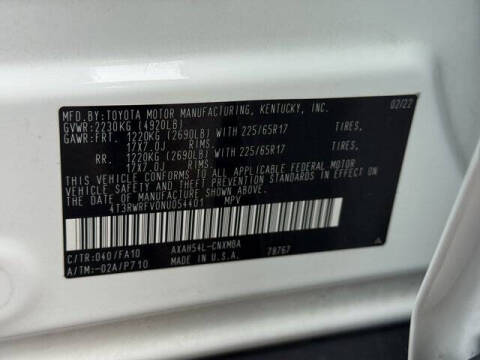 MFD.BY:TOYOTA MOTOR MANUFACTURING, KENTUCKY, INC. 02/22
GVWR:2230KG (4920LB)
GAWR:FRT. 1220KG (2690LB) WITH 225/65R17 TIRES,
17X7.0J RIMS.
RR. 1220KG (2690LB) WITH 225/65R17 TIRES,
17X7.0J RIMS
THIS VEHICLE CONFORMS TO ALL APPLICABLE FEDERAL MOTOR
VEHICLE SAFETY AND BUMPER STANDARDS IN EFFECT ON THE DATE
OF MANUFACTURE SHOWN ABOVE.
4T3RWRFV0NU054401 MPV
C/TR:040/FA10 AXAH54L-CNXMBA
A/TM:-02A/P710 MADE IN U.S.A. 79767